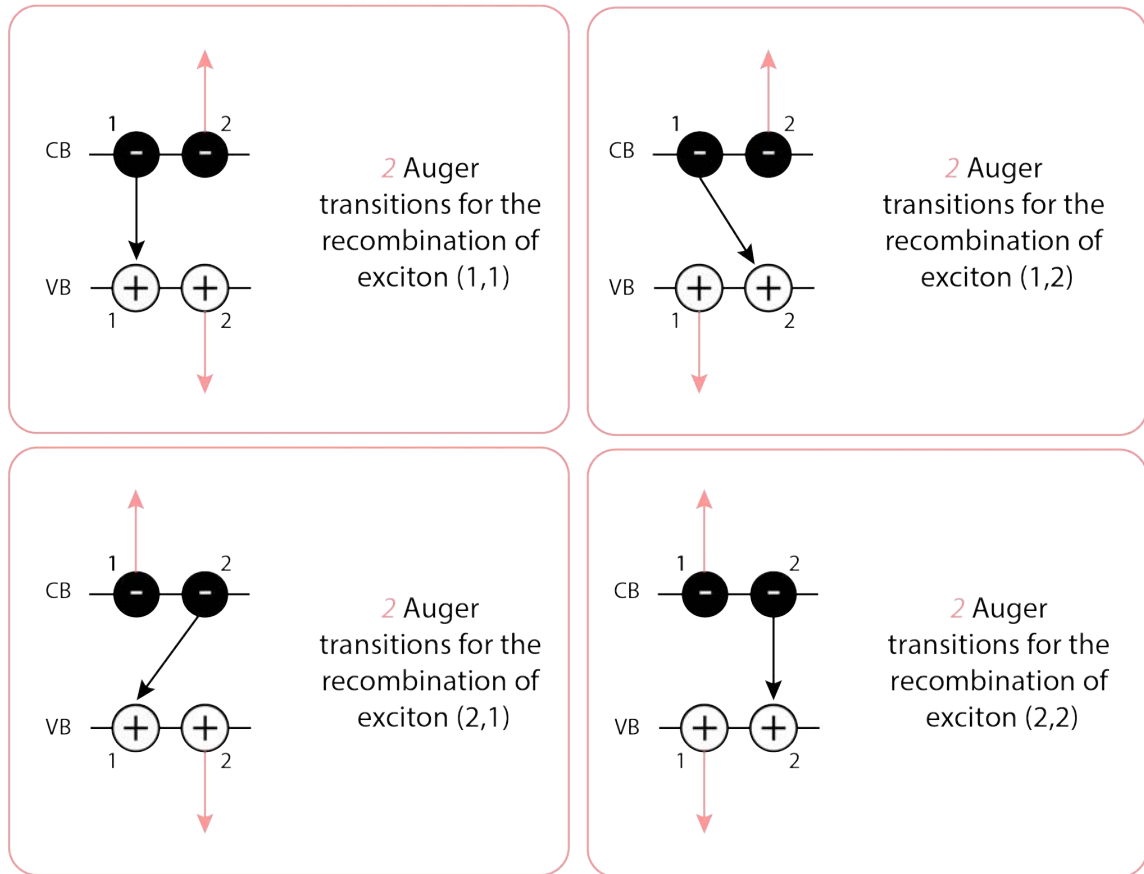 1
2
CB
-
-
2 Auger
transitions for the
recombination of
exciton (1,1)
VB
+
+
1
2
1
2
CB
-
-
2 Auger
transitions for the
recombination of
exciton (1,2)
VB
+
+
1
2
1
2
CB
-
-
2 Auger
transitions for the
recombination of
exciton (2,1)
VB
+
+
1
2
1
2
CB
-
-
2 Auger
transitions for the
recombination of
exciton (2,2)
VB
+
+
1
2